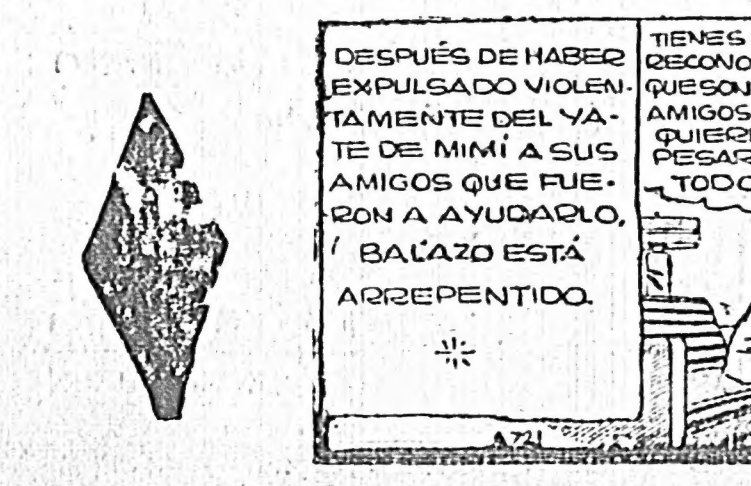 DESPUÉS DE HABER
EXPULSADO VIOLEN-
TAMENTE DEL YA-
TE DE MIMÍ A SUS
AMIGOS QUE FUE-
RON A AYUDARLO,
BALAZO ESTÁ
ARREPENTIDO.
TIENES
RECONO
QUE SON
AMIGOS
QUIER
PESAR
TODO
A721